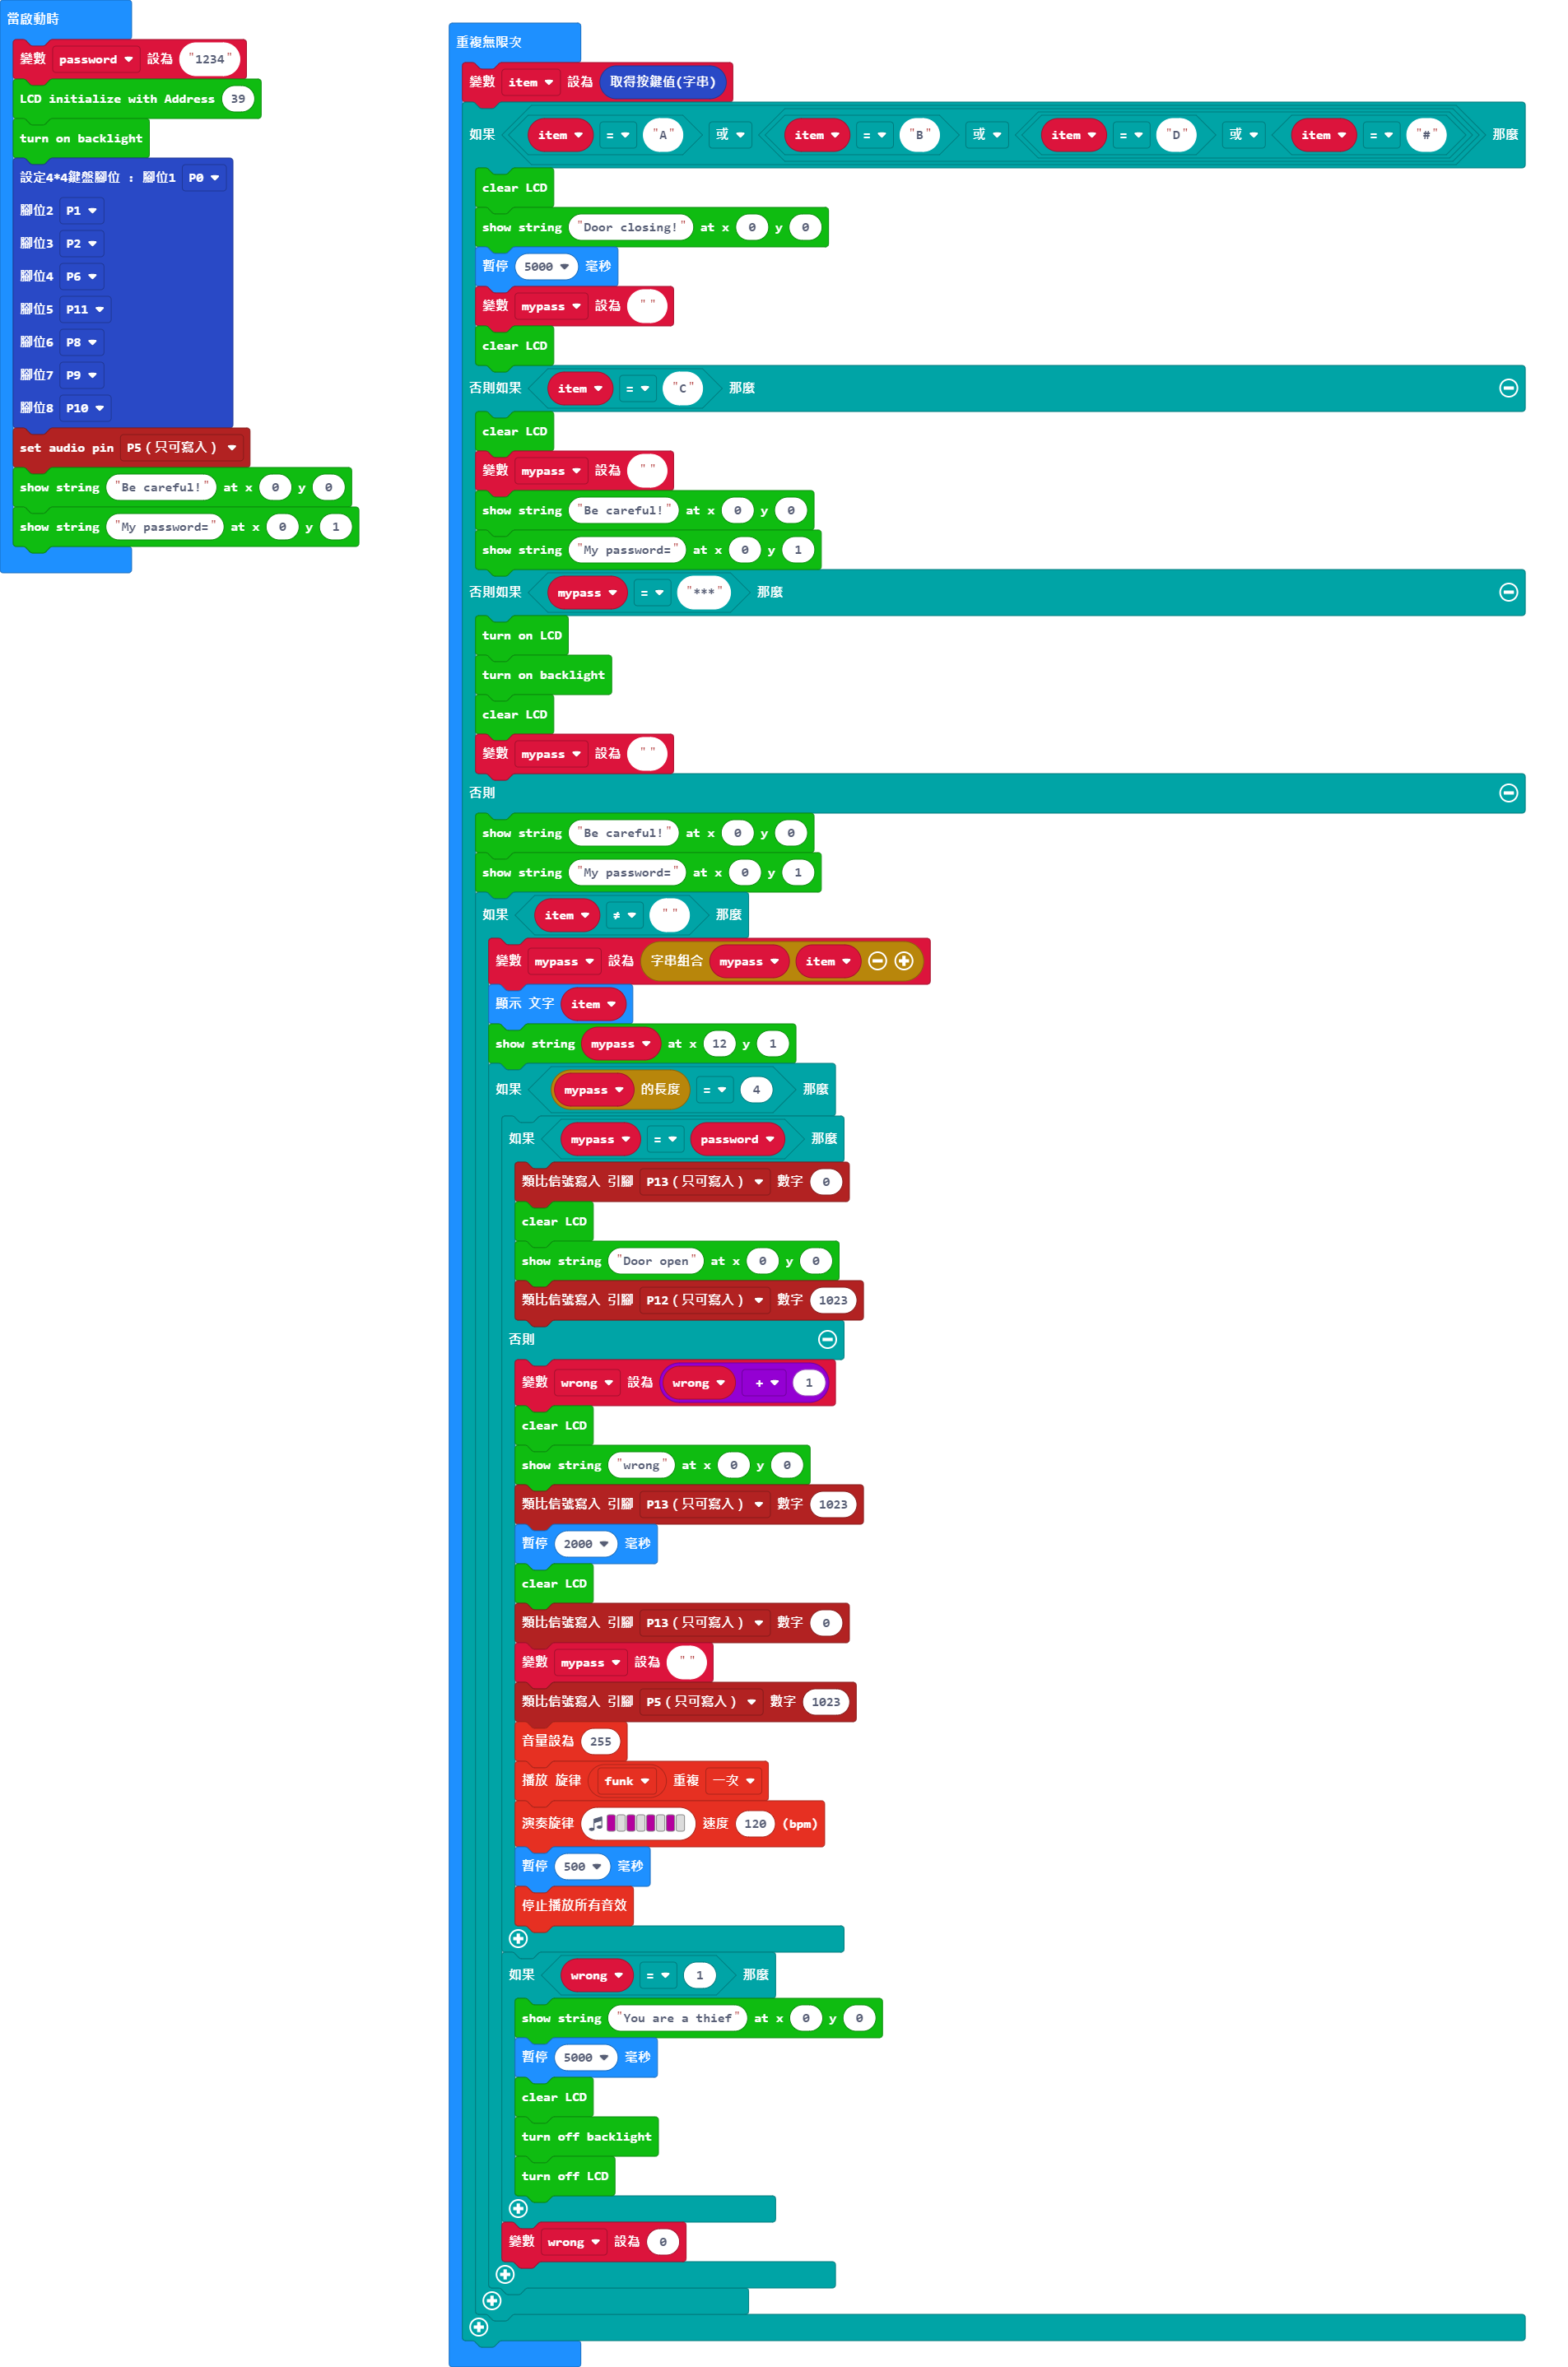 當啟動時
變數 password 設為 "1234"
LCD initialize with Address 39
turn on backlight
設定4*4鍵盤腳位 : 腳位1 P0
腳位2 P1
腳位3 P2
腳位4 P6
腳位5 P11
腳位6 P8
腳位7 P9
腳位8 P10
set audio pin P5 (只可寫入)
show string "Be careful!" at x 0 y 0
show string "My password=" at x 0 y 1
重複無限次
變數 item 設為 取得按鍵值(字串)
如果 item = "A" 或 item = "B" 或 item = "D" 或 item = "#" 那麼
clear LCD
show string "Door closing!" at x 0 y 0
暫停 5000 毫秒
變數 mypass 設為 " "
clear LCD
否則如果 item = "C" 那麼
clear LCD
變數 mypass 設為 " "
show string "Be careful!" at x 0 y 0
show string "My password=" at x 0 y 1
否則如果 mypass = "***" 那麼
turn on LCD
turn on backlight
clear LCD
變數 mypass 設為 " "
否則
show string "Be careful!" at x 0 y 0
show string "My password=" at x 0 y 1
如果 item ≠ " " 那麼
變數 mypass 設為 字串組合 mypass item
顯示 文字 item
show string mypass at x 12 y 1
如果 mypass 的長度 = 4 那麼
如果 mypass = password 那麼
類比信號寫入 引腳 P13 (只可寫入) 數字 0
clear LCD
show string "Door open" at x 0 y 0
類比信號寫入 引腳 P12 (只可寫入) 數字 1023
否則
變數 wrong 設為 wrong + 1
clear LCD
show string "wrong" at x 0 y 0
類比信號寫入 引腳 P13 (只可寫入) 數字 1023
暫停 2000 毫秒
clear LCD
類比信號寫入 引腳 P13 (只可寫入) 數字 0
變數 mypass 設為 " "
類比信號寫入 引腳 P5 (只可寫入) 數字 1023
音量設為 255
播放 旋律 funk 重複 一次
演奏旋律 速度 120 (bpm)
暫停 500 毫秒
停止播放所有音效
如果 wrong = 1 那麼
show string "You are a thief" at x 0 y 0
暫停 5000 毫秒
clear LCD
turn off backlight
turn off LCD
變數 wrong 設為 0